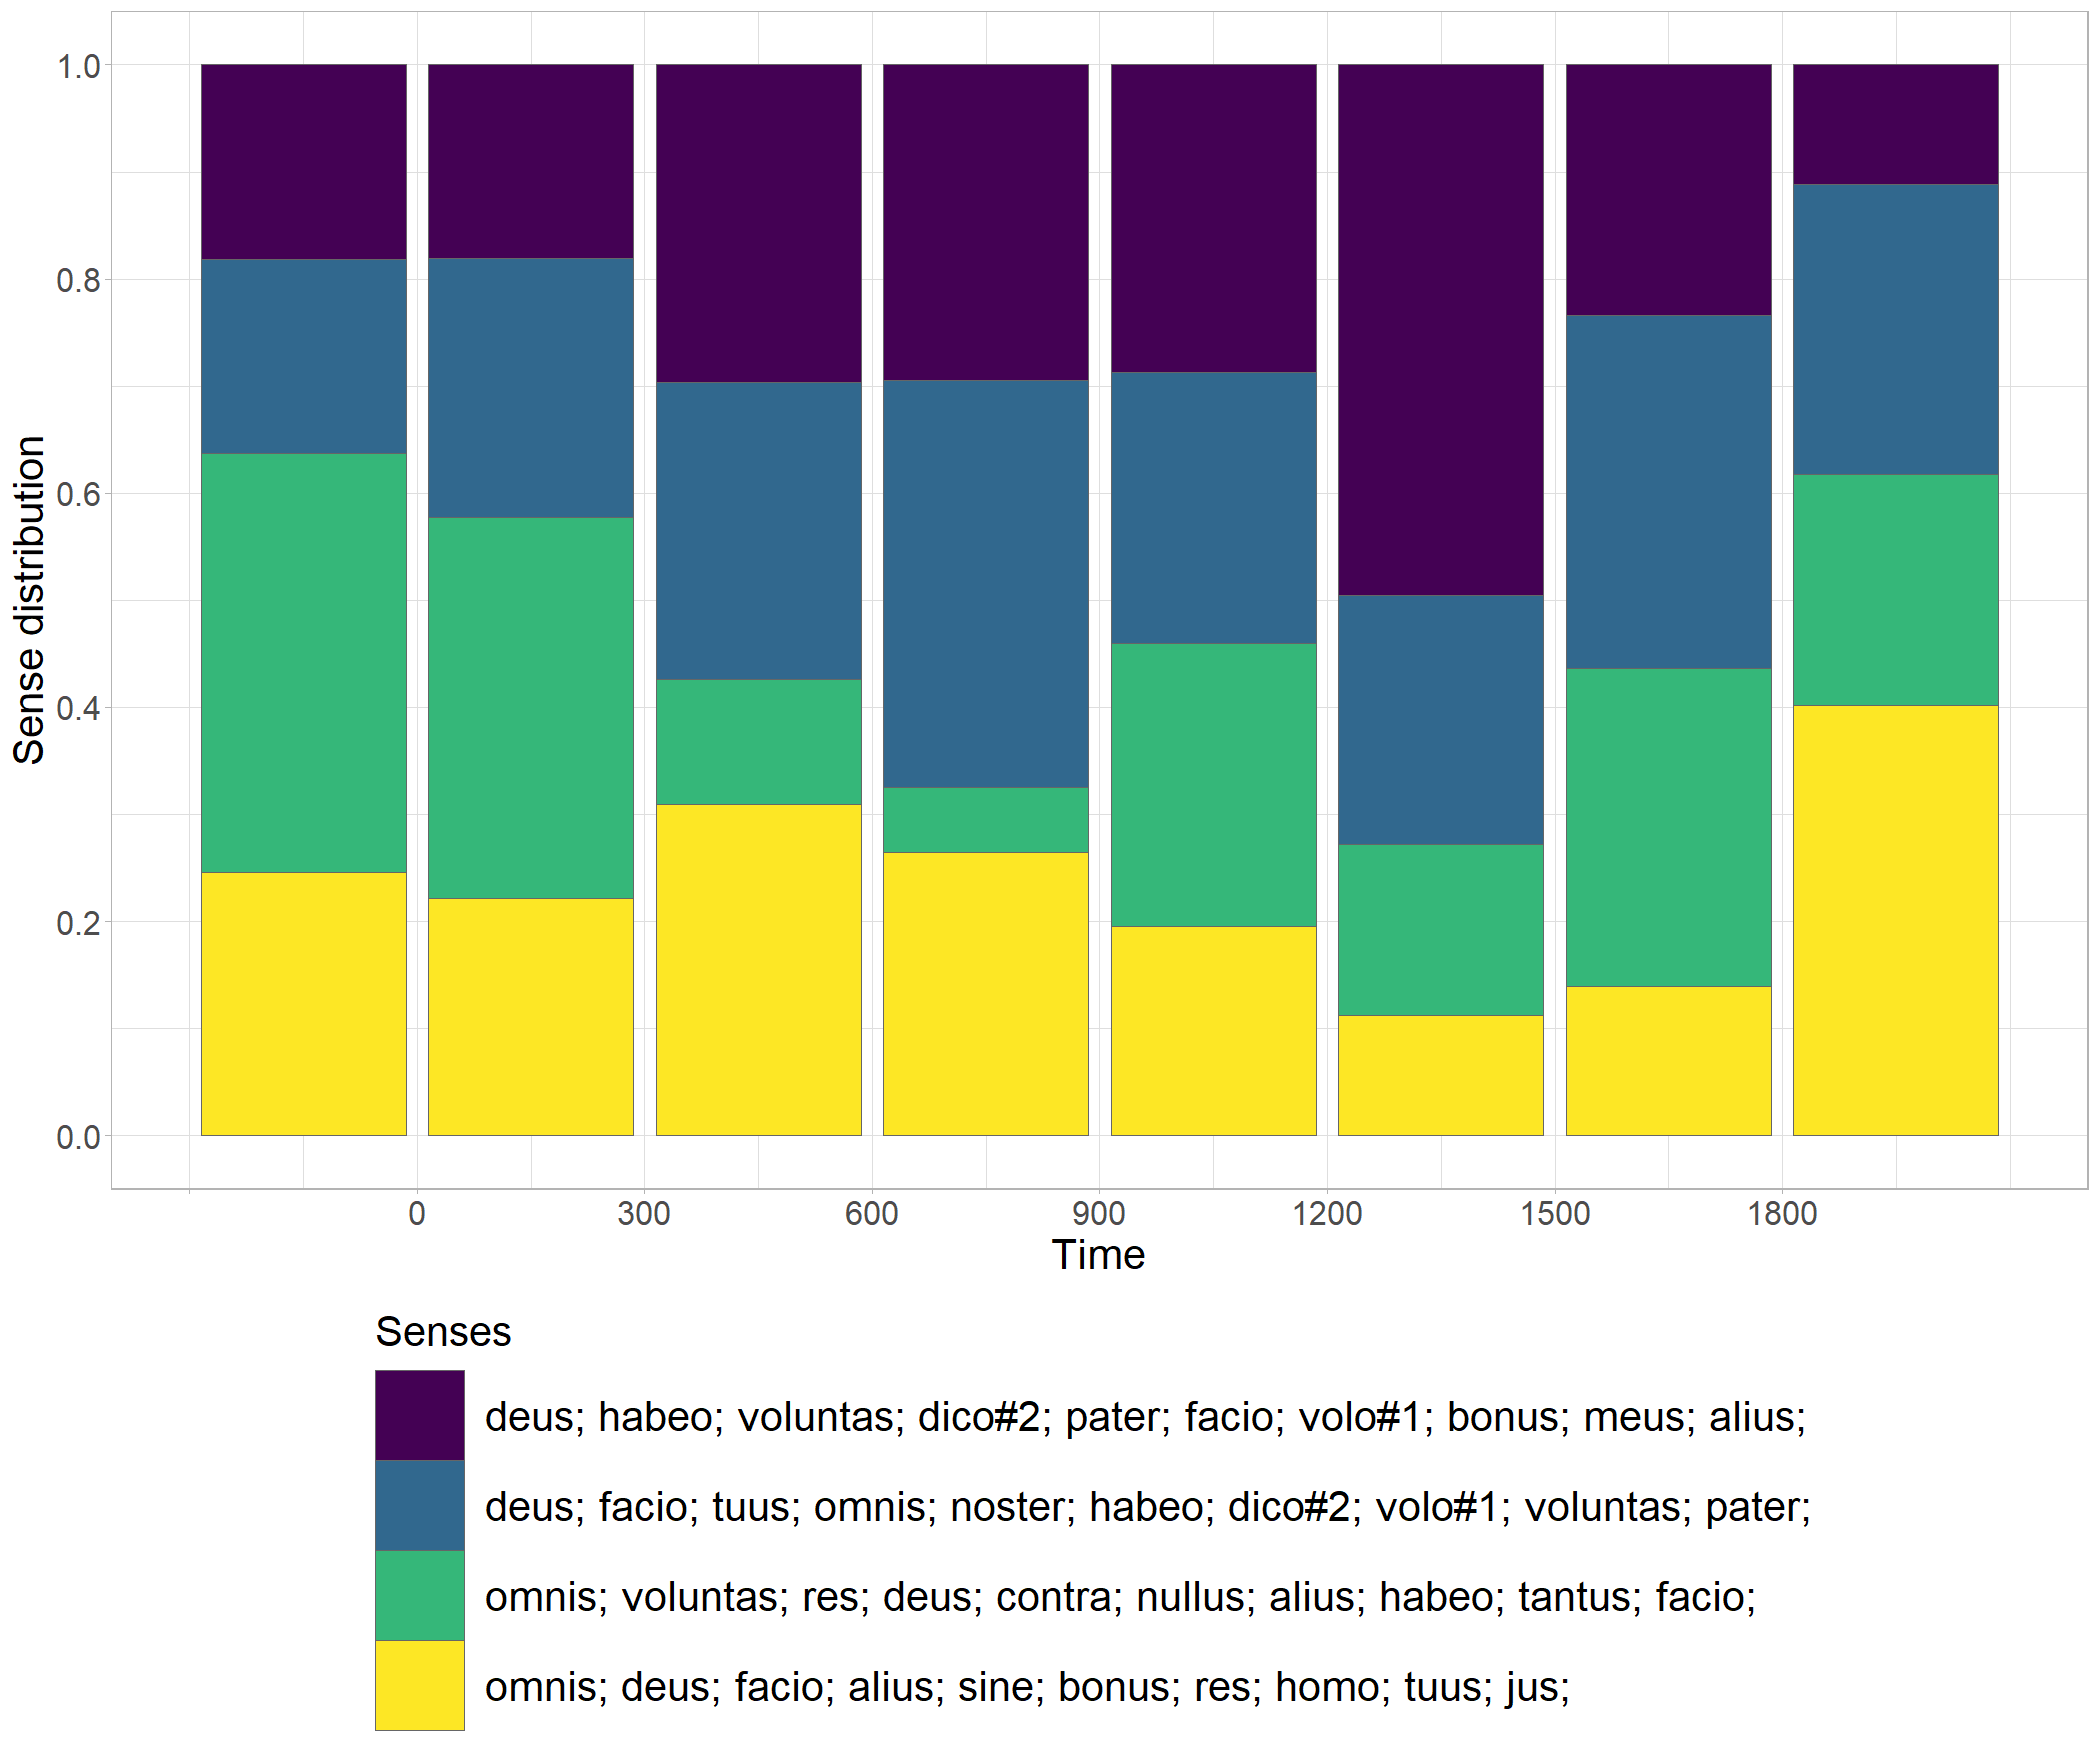 1.0
0.8
0.6
0.4
0.2
0.0
Sense distribution
0 300 600 900 1200 1500 1800
Time
Senses
deus; habeo; voluntas; dico#2; pater; facio; volo#1; bonus; meus; alius;
deus; facio; tuus; omnis; noster; habeo; dico#2; volo#1; voluntas; pater;
omnis; voluntas; res; deus; contra; nullus; alius; habeo; tantus; facio;
omnis; deus; facio; alius; sine; bonus; res; homo; tuus; jus;